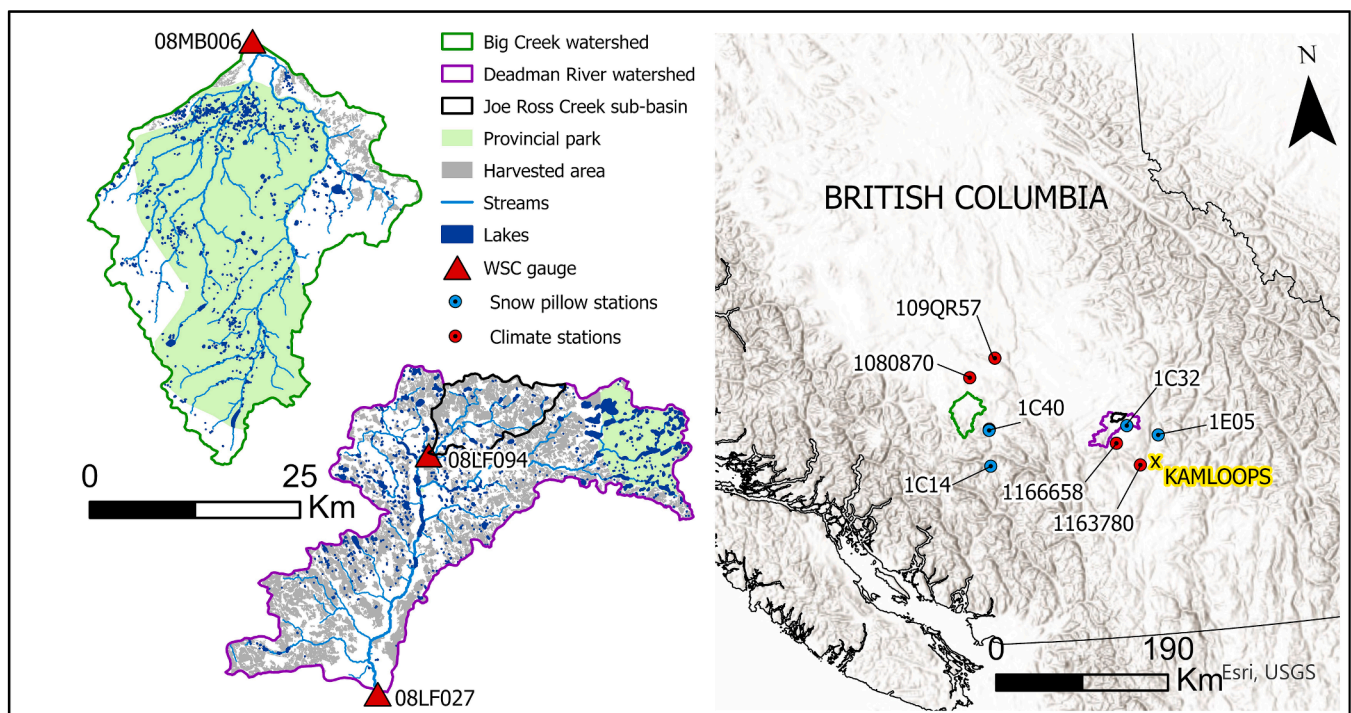 08MB006
Big Creek watershed
Deadman River watershed
Joe Ross Creek sub-basin
Provincial park
Harvested area
Streams
Lakes
WSC gauge
Snow pillow stations
Climate stations
0 25
Km
08LF094
08LF027
N
BRITISH COLUMBIA
109QR57
1080870
1C32
1C40
1E05
1C14
x
KAMLOOPS
1166658
1163780
0 190
Km
Esri, USGS